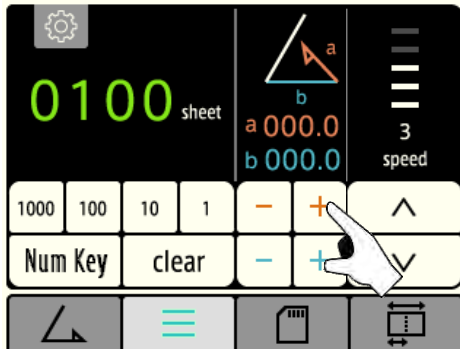 0100 sheet
a
b
a 000.0
b 000.0
3
speed
1000 100 10 1 - +
Num Key clear - +